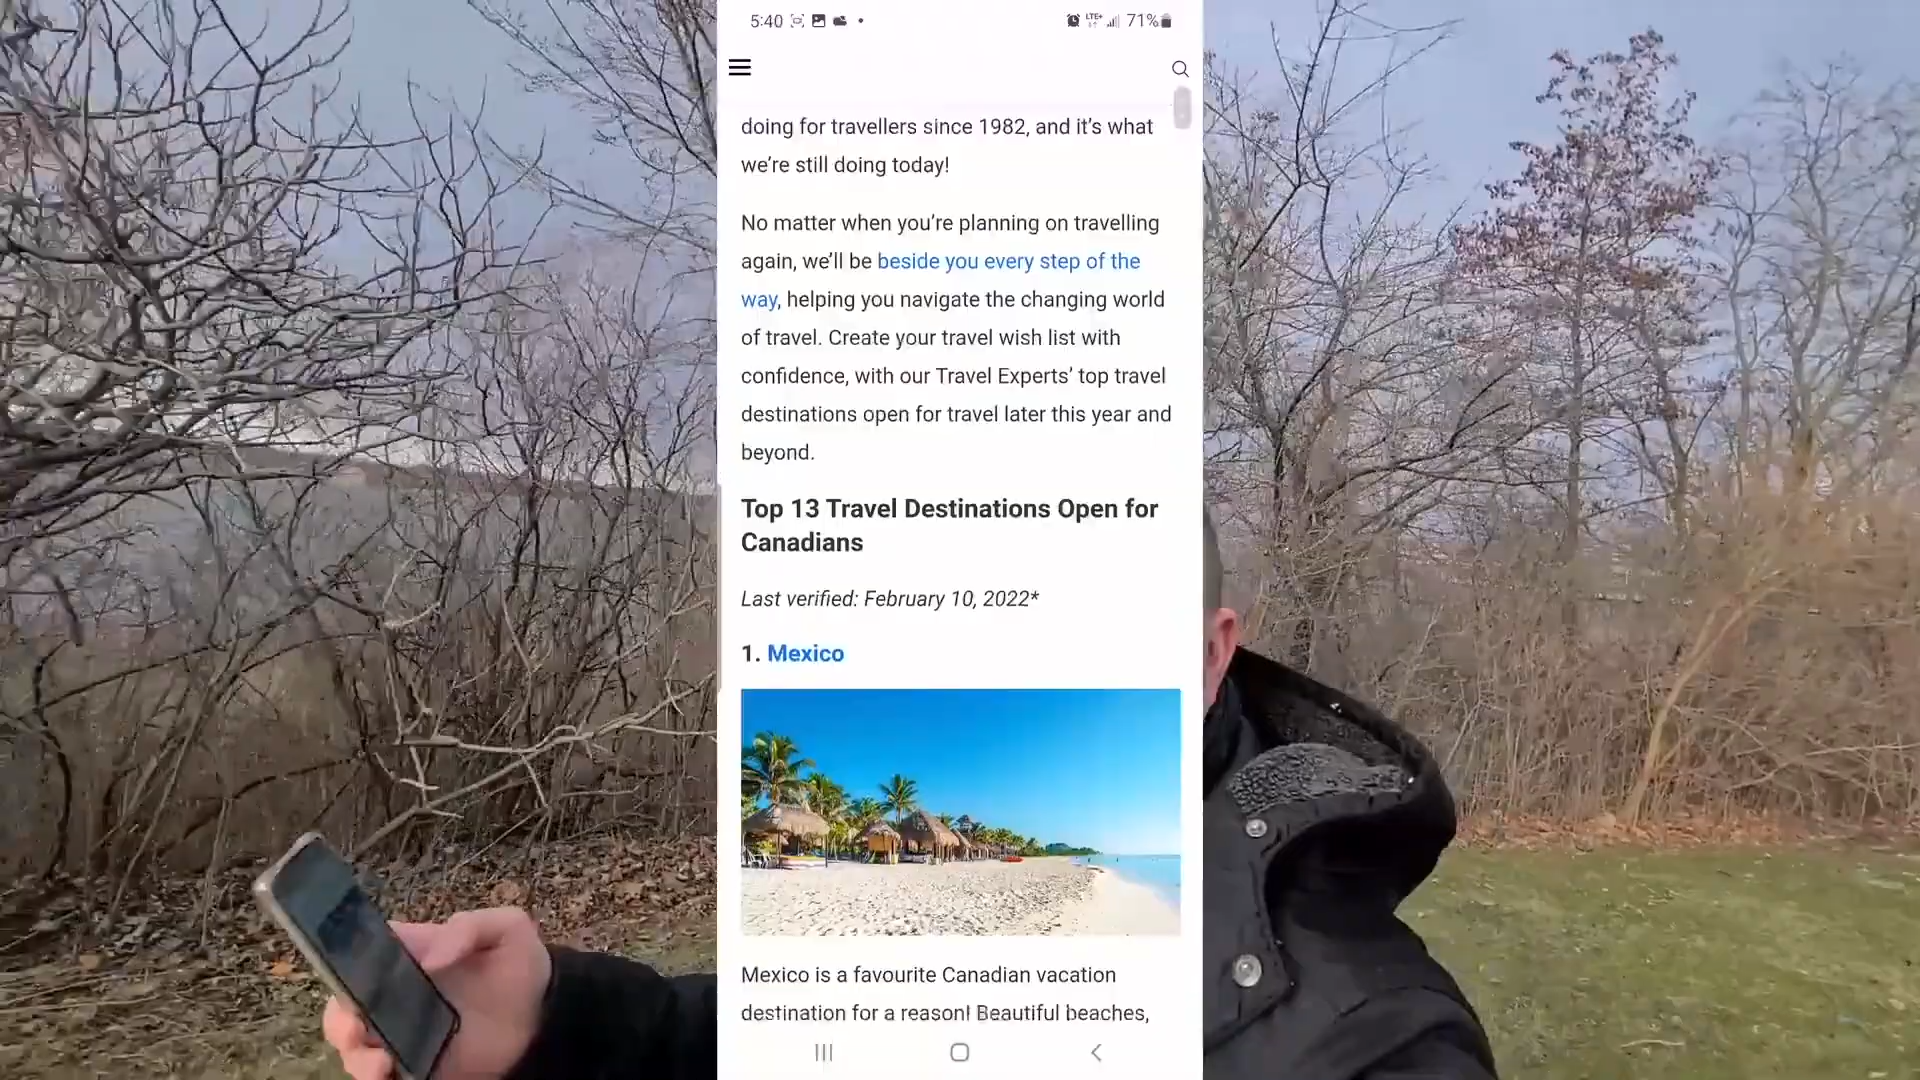 5:40
LTE+
71%
doing for travellers since 1982, and it’s what
we’re still doing today!
No matter when you’re planning on travelling
again, we’ll be beside you every step of the
way, helping you navigate the changing world
of travel. Create your travel wish list with
confidence, with our Travel Experts’ top travel
destinations open for travel later this year and
beyond.
Top 13 Travel Destinations Open for
Canadians
Last verified: February 10, 2022*
1. Mexico
Mexico is a favourite Canadian vacation
destination for a reason! Beautiful beaches,